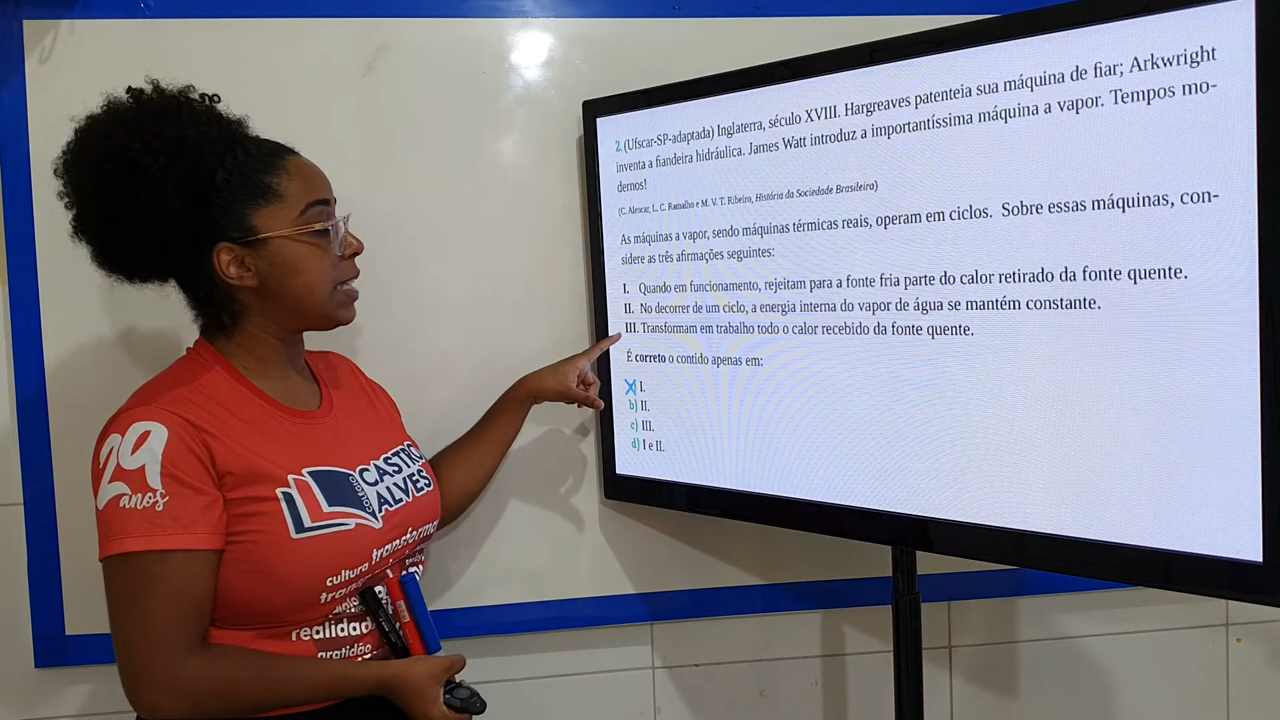 2. (Ufscar-SP-adaptada) Inglaterra, século XVIII. Hargreaves patenteia sua máquina de fiar; Arkwright
inventa a fiandeira hidráulica. James Watt introduz a importantíssima máquina a vapor. Tempos mo-
dernos!
(C. Alencar, L. C. Ramalho e M. V. T. Ribeiro, História da Sociedade Brasileira)
As máquinas a vapor, sendo máquinas térmicas reais, operam em ciclos. Sobre essas máquinas, con-
sidere as três afirmações seguintes:
I. Quando em funcionamento, rejeitam para a fonte fria parte do calor retirado da fonte quente.
II. No decorrer de um ciclo, a energia interna do vapor de água se mantém constante.
III. Transformam em trabalho todo o calor recebido da fonte quente.
É correto o contido apenas em:
I.
b) II.
c) III.
d) I e II.
29
anos
COLÉGIO
CASTRO
ALVES
transforma
cultura
realidad
gratidão